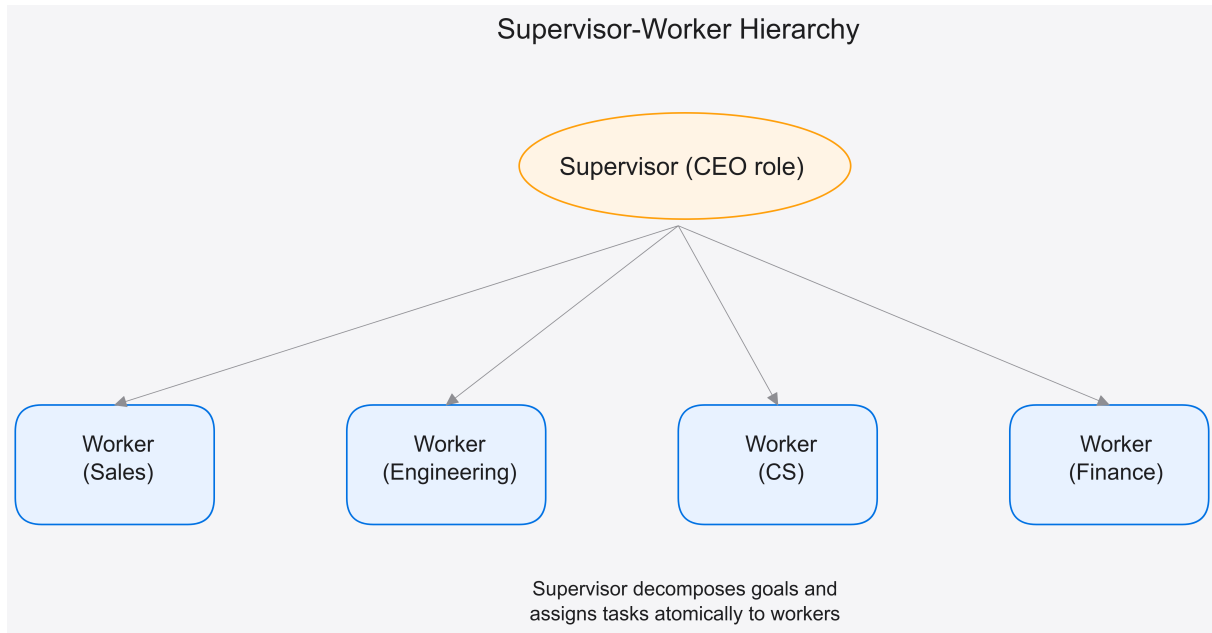 Supervisor-Worker Hierarchy
Supervisor (CEO role)
Worker
(Sales)
Worker
(Engineering)
Worker
(CS)
Worker
(Finance)
Supervisor decomposes goals and
assigns tasks atomically to workers